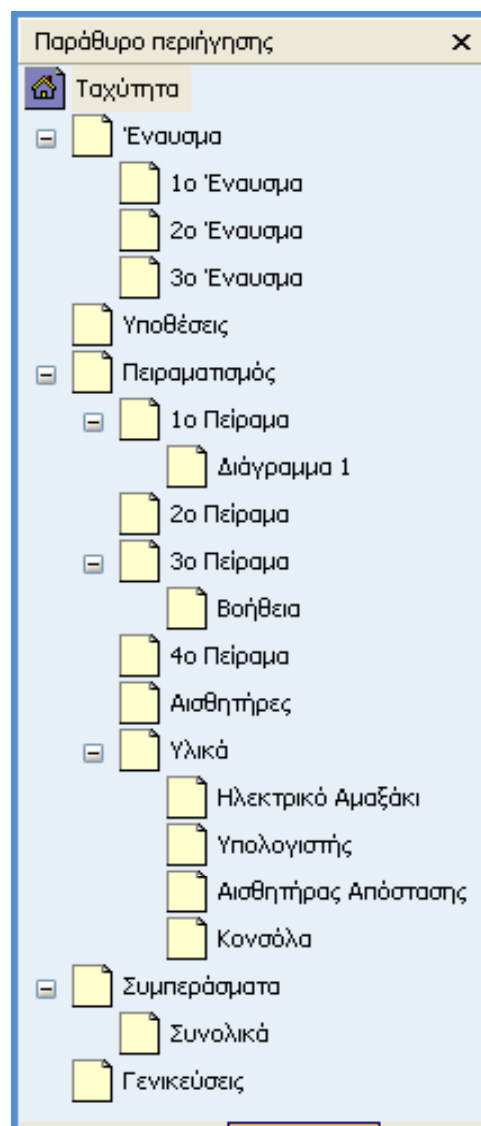 Παράθυρο περιήγησης
Ταχύτητα
Έναυσμα
1ο Έναυσμα
2ο Έναυσμα
3ο Έναυσμα
Υποθέσεις
Πειραματισμός
1ο Πείραμα
Διάγραμμα 1
2ο Πείραμα
3ο Πείραμα
Βοήθεια
4ο Πείραμα
Αισθητήρες
Υλικά
Ηλεκτρικό Αμαξάκι
Υπολογιστής
Αισθητήρας Απόστασης
Κονσόλα
Συμπεράσματα
Συνολικά
Γενικεύσεις